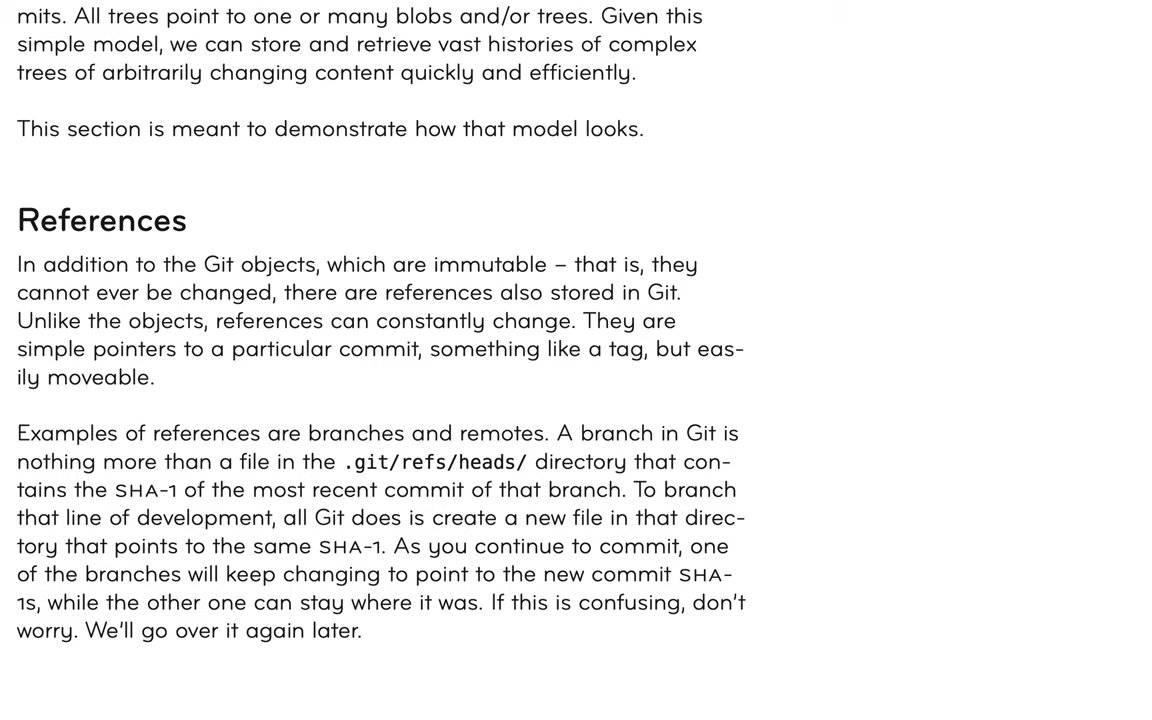 mits. All trees point to one or many blobs and/or trees. Given this
simple model, we can store and retrieve vast histories of complex
trees of arbitrarily changing content quickly and efficiently.
This section is meant to demonstrate how that model looks.
References
In addition to the Git objects, which are immutable – that is, they
cannot ever be changed, there are references also stored in Git.
Unlike the objects, references can constantly change. They are
simple pointers to a particular commit, something like a tag, but eas-
ily moveable.
Examples of references are branches and remotes. A branch in Git is
nothing more than a file in the .git/refs/heads/ directory that con-
tains the SHA-1 of the most recent commit of that branch. To branch
that line of development, all Git does is create a new file in that direc-
tory that points to the same SHA-1. As you continue to commit, one
of the branches will keep changing to point to the new commit SHA-
1s, while the other one can stay where it was. If this is confusing, don’t
worry. We’ll go over it again later.